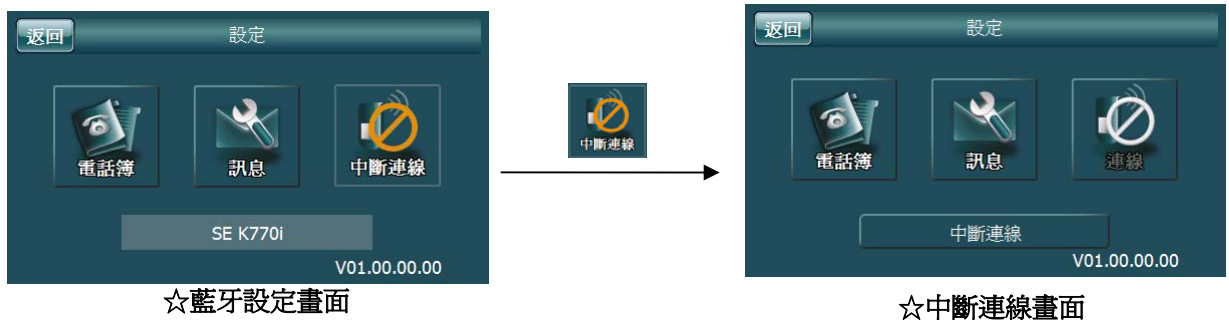 返回
設定
電話簿
訊息
中斷連線
SE K770i
V01.00.00.00
☆藍牙設定畫面
中斷連線
返回
設定
電話簿
訊息
連線
中斷連線
V01.00.00.00
☆中斷連線畫面